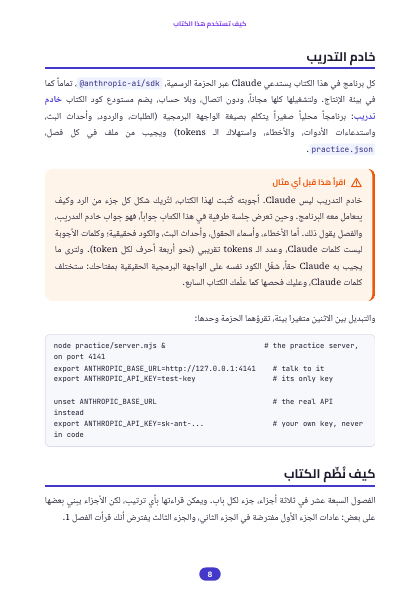 كيف تستخدم هذا الكتاب
خادم التدريب
كل برنامج في هذا الكتاب يستدعي Claude عبر الحزمة الرسمية، @anthropic-ai/sdk، تماماً كما
في بيئة الإنتاج. ولتشغيلها كلها مجاناً، ودون اتصال، وبلا حساب، يضم مستودع كود الكتاب خادم
تدريب: برنامجاً محلياً صغيراً يتكلم بصيغة الواجهة البرمجية (الطلبات، والردود، وأحداث البث،
واستدعاءات الأدوات، والأخطاء، واستهلاك الـ tokens) ويجيب من ملف في كل فصل،
practice.json.
اقرأ هذا قبل أي مثال
خادم التدريب ليس Claude. أجوبته كُتبت لهذا الكتاب، لتُريك شكل كل جزء من الرد وكيف
يتعامل معه البرنامج. وحين تعرض جلسة طرفية في هذا الكتاب جواباً، فهو جواب خادم التدريب،
والفصل يقول ذلك. أما الأخطاء، وأسماء الحقول، وأحداث البث، والكود فحقيقية؛ وكلمات الأجوبة
ليست كلمات Claude، وعدد الـ tokens تقريبي (نحو أربعة أحرف لكل token). ولترى ما
يجيب به Claude حقاً، شغّل الكود نفسه على الواجهة البرمجية الحقيقية بمفتاحك: ستختلف
كلمات Claude، وعليك فحصها كما علّمك الكتاب السابع.
والتبديل بين الاثنين متغيرا بيئة، تقرؤهما الحزمة وحدها:
node practice/server.mjs & # the practice server,
on port 4141
export ANTHROPIC_BASE_URL=http://127.0.0.1:4141 # talk to it
export ANTHROPIC_API_KEY=test-key # its only key
unset ANTHROPIC_BASE_URL # the real API
instead
export ANTHROPIC_API_KEY=sk-ant-... # your own key, never
in code
كيف نُظّم الكتاب
الفصول السبعة عشر في ثلاثة أجزاء، جزء لكل باب. ويمكن قراءتها بأي ترتيب، لكن الأجزاء يبني بعضها
على بعض: عادات الجزء الأول مفترضة في الجزء الثاني، والجزء الثالث يفترض أنك قرأت الفصل 1.
8